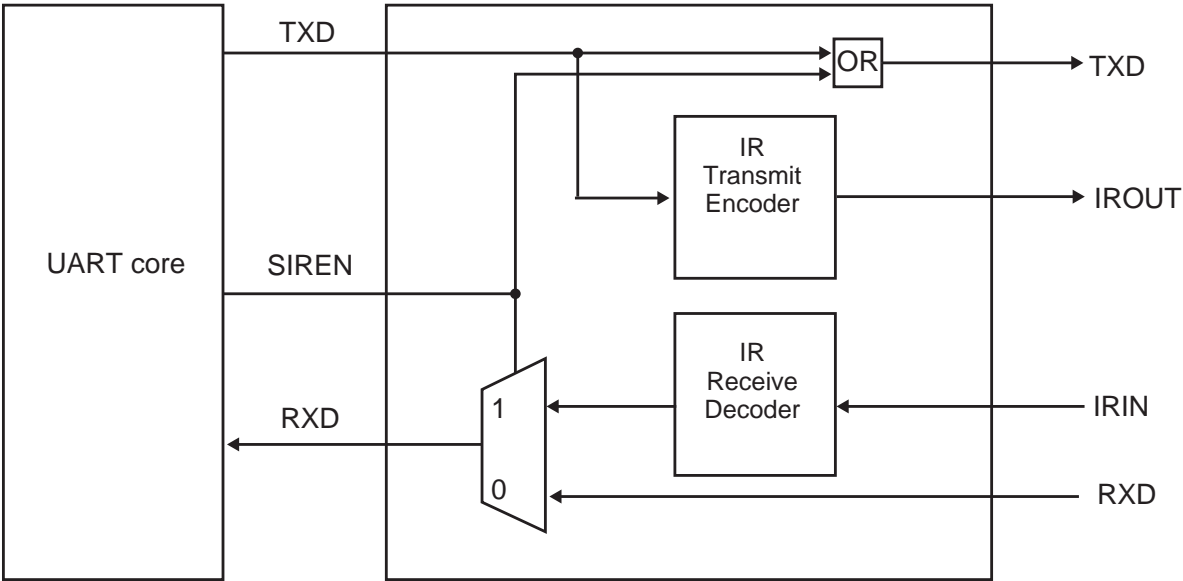 TXD
OR
TXD
IR
Transmit
Encoder
IROUT
UART core
SIREN
IR
Receive
Decoder
1
RXD
IRIN
0
RXD